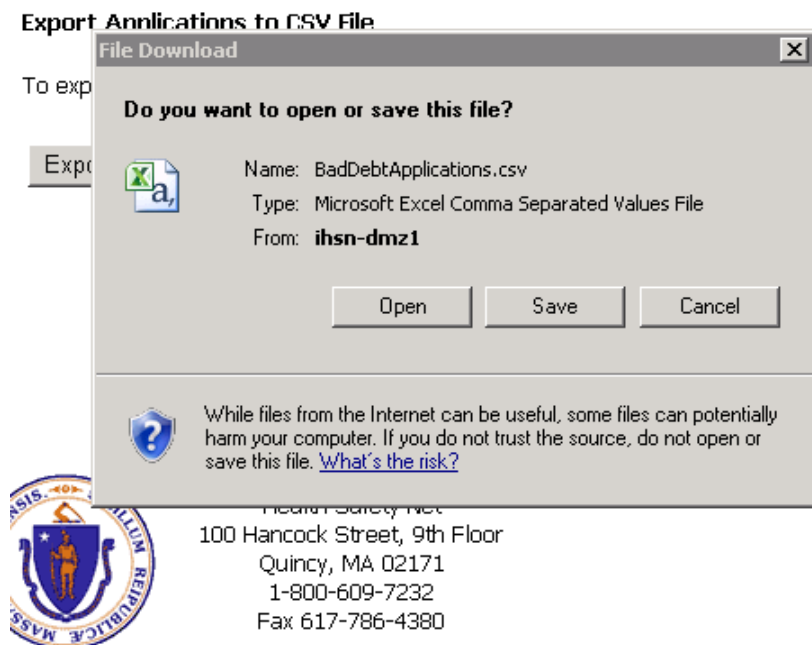 Export Applications to CSV File
File Download
To exp
Do you want to open or save this file?
Expo
Name: BadDebtApplications.csv
Type: Microsoft Excel Comma Separated Values File
From: ihsn-dmz1
Open Save Cancel
While files from the Internet can be useful, some files can potentially
harm your computer. If you do not trust the source, do not open or
save this file. What's the risk?
Health Safety Net
100 Hancock Street, 9th Floor
Quincy, MA 02171
1-800-609-7232
Fax 617-786-4380